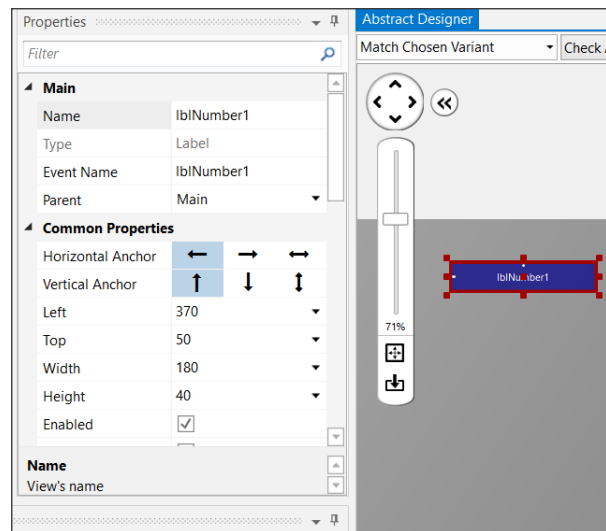 Properties
Filter
Main
Name lblNumber1
Type Label
Event Name lblNumber1
Parent Main
Common Properties
Horizontal Anchor
Vertical Anchor
Left 370
Top 50
Width 180
Height 40
Enabled
Name
View's name
Abstract Designer
Match Chosen Variant Check
71%
lblNumber1